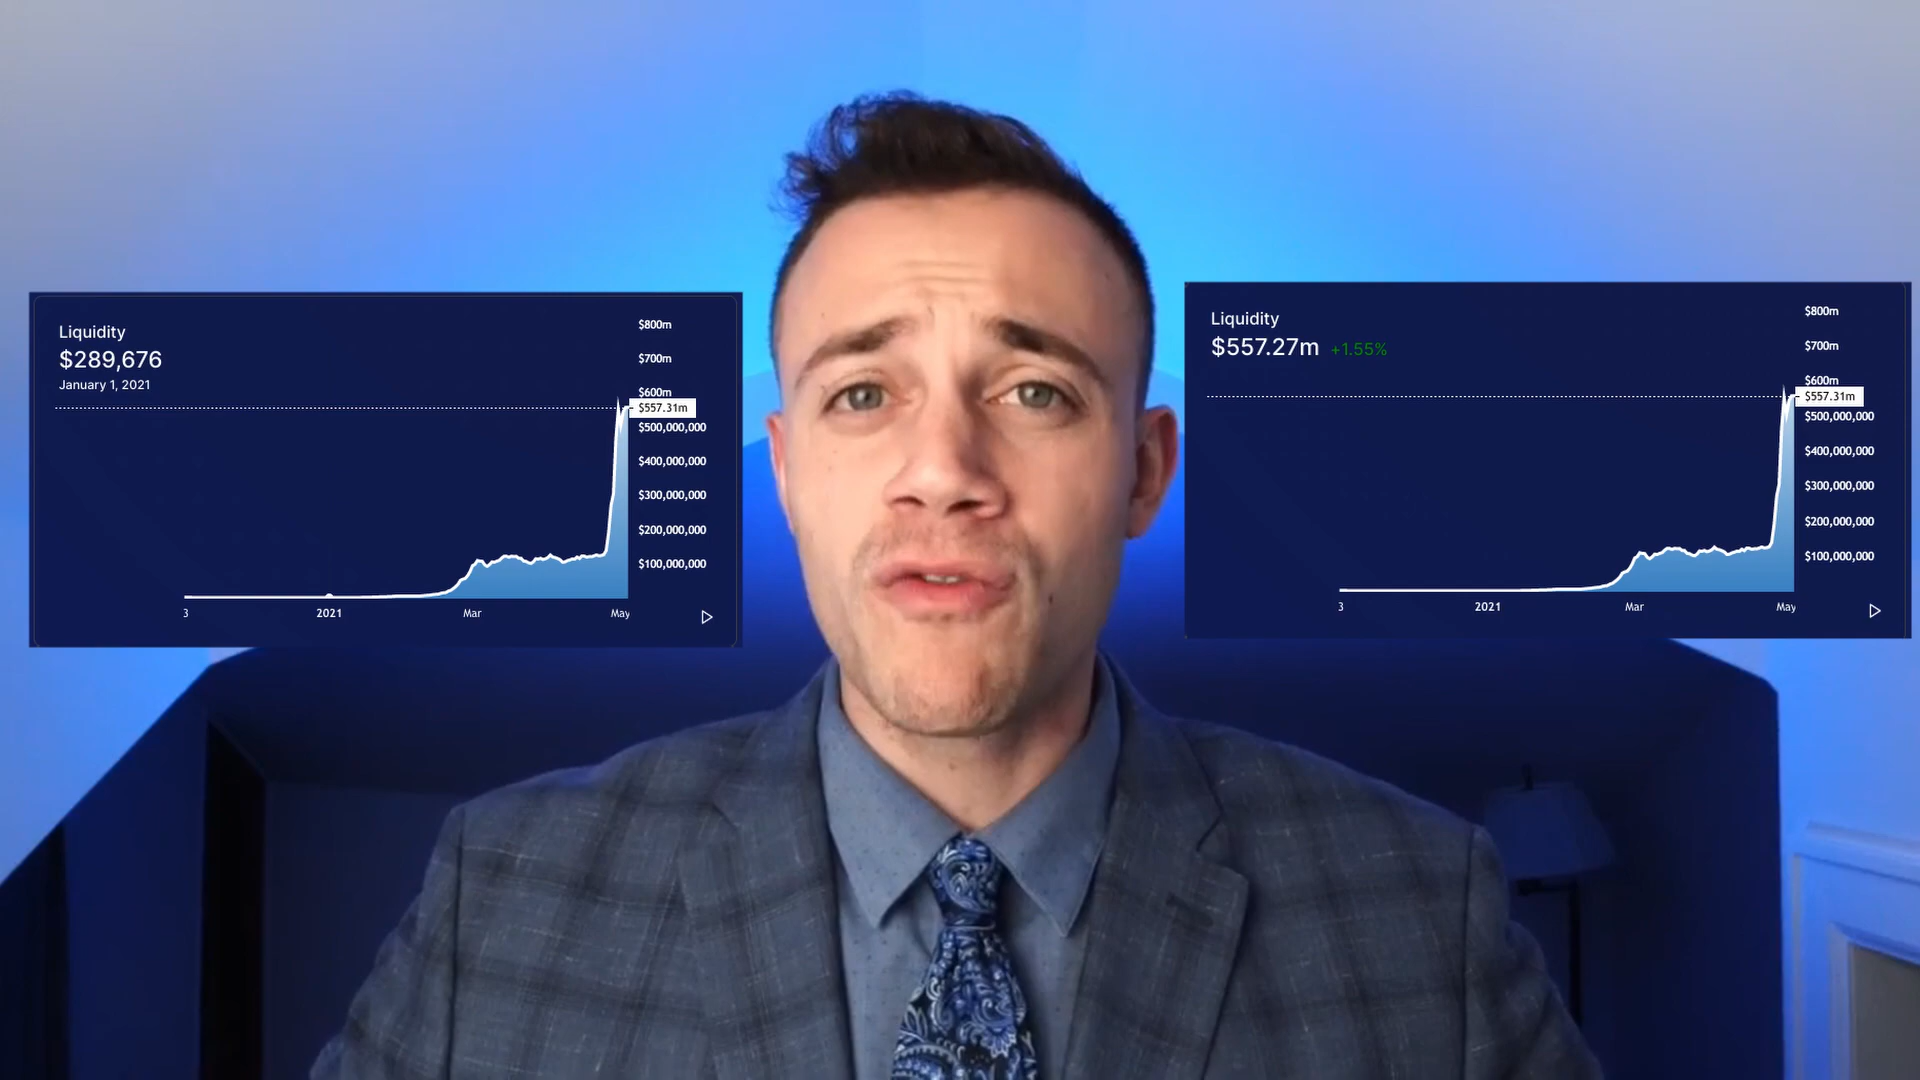 Liquidity
$289,676
January 1, 2021
$800m
$700m
$600m
$557.31m
$500,000,000
$400,000,000
$300,000,000
$200,000,000
$100,000,000
3 2021 Mar May
Liquidity
$557.27m +1.55%
$800m
$700m
$600m
$557.31m
$500,000,000
$400,000,000
$300,000,000
$200,000,000
$100,000,000
3 2021 Mar May